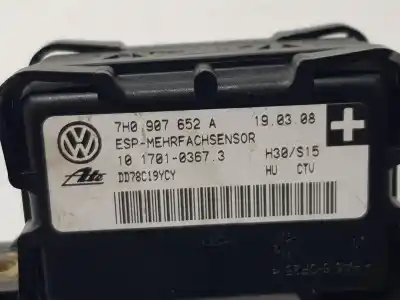 7H0 907 652 A 19.03.08
ESP-MEHRFACHSENSOR
10 1701-0367.3 H30/S15
Ate DD78C19YCY HU CTV